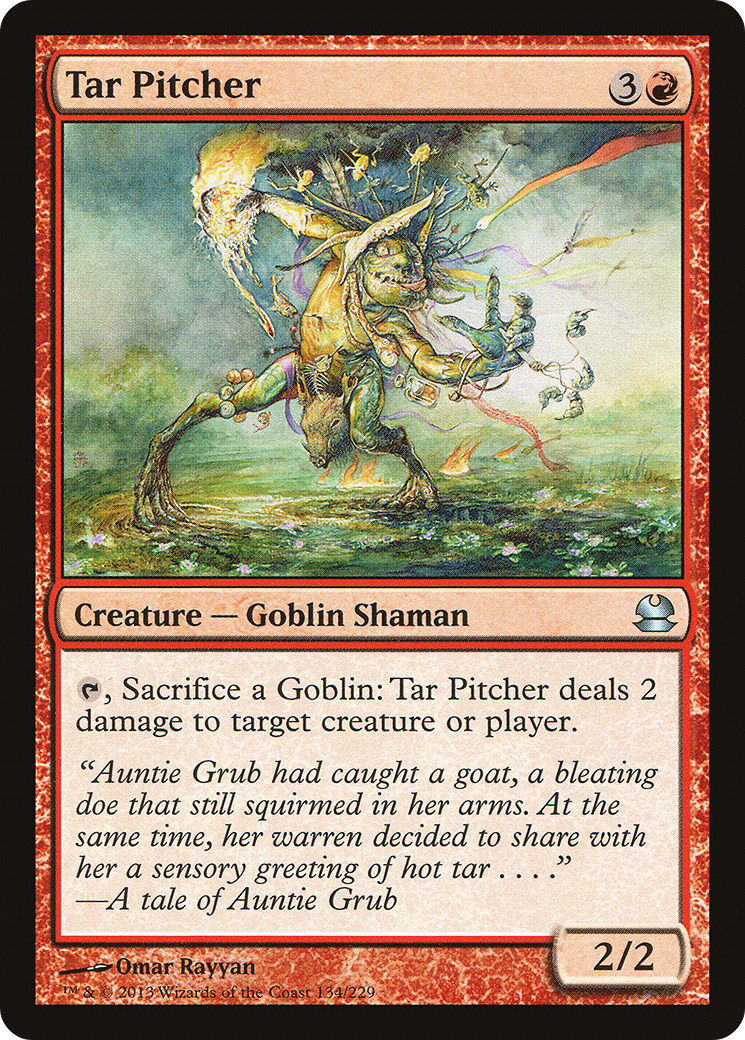 Tar Pitcher 3
Creature — Goblin Shaman
, Sacrifice a Goblin: Tar Pitcher deals 2
damage to target creature or player.
“Auntie Grub had caught a goat, a bleating
doe that still squirmed in her arms. At the
same time, her warren decided to share with
her a sensory greeting of hot tar . . . .”
—A tale of Auntie Grub
2/2
Omar Rayyan
™ & © 2013 Wizards of the Coast 134/229